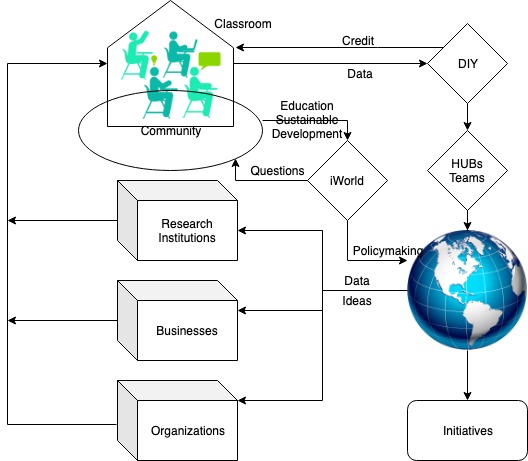 Classroom
Credit
Data
DIY
Community
Education
Sustainable
Development
Questions
iWorld
HUBs
Teams
Research
Institutions
Policymaking
Data
Ideas
Businesses
Organizations
Initiatives